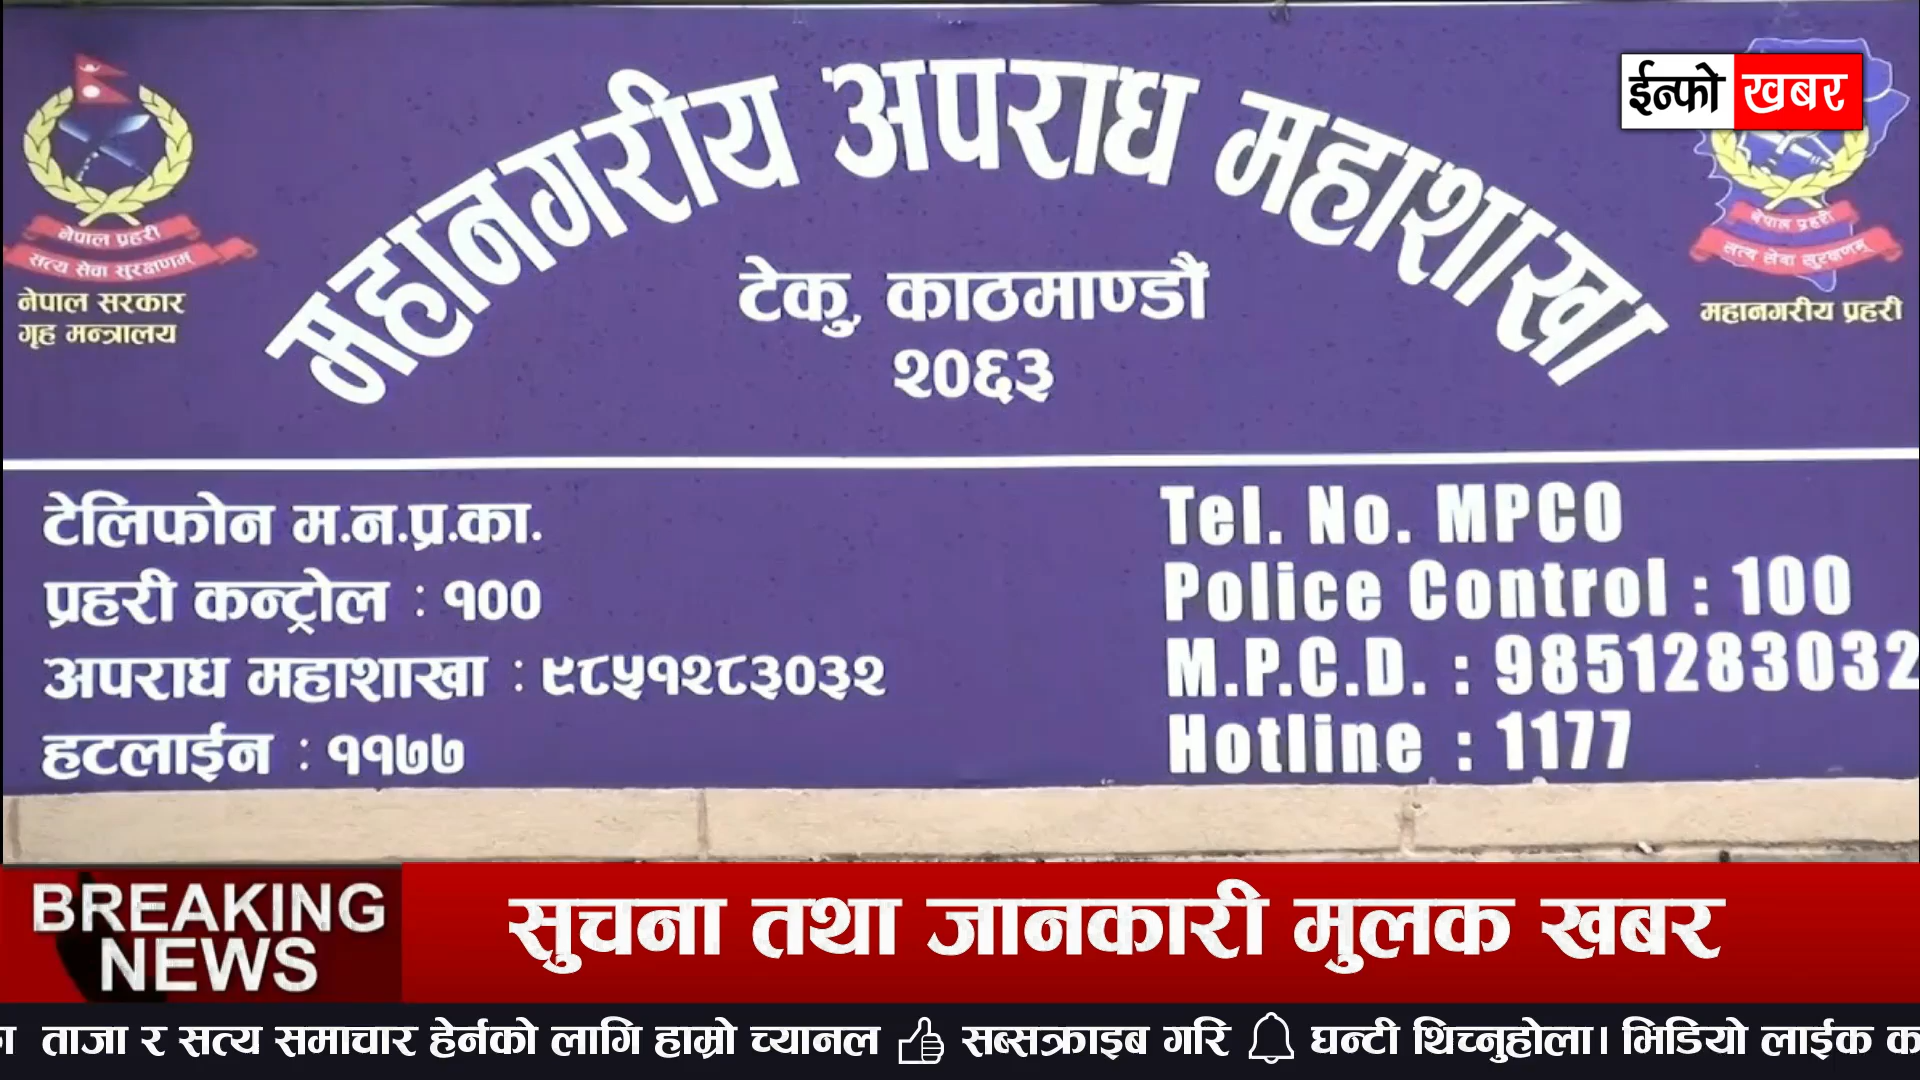 ईन्फो खबर
महानगरीय अपराध महाशाखा
टेकु, काठमाण्डौं
२०६३
नेपाल प्रहरी
सत्य सेवा सुरक्षणम्
नेपाल सरकार
गृह मन्त्रालय
नेपाल प्रहरी
सत्य सेवा सुरक्षणम्
महानगरीय प्रहरी
टेलिफोन म.न.प्र.का.
प्रहरी कन्ट्रोल : १००
अपराध महाशाखा : ९८५१२८३०३२
हटलाईन : ११७७
Tel. No. MPCO
Police Control : 100
M.P.C.D. : 9851283032
Hotline : 1177
BREAKING
NEWS
सुचना तथा जानकारी मुलक खबर
ताजा र सत्य समाचार हेर्नको लागि हाम्रो च्यानल सब्सक्राइब गरि घन्टी थिच्नुहोला। भिडियो लाईक